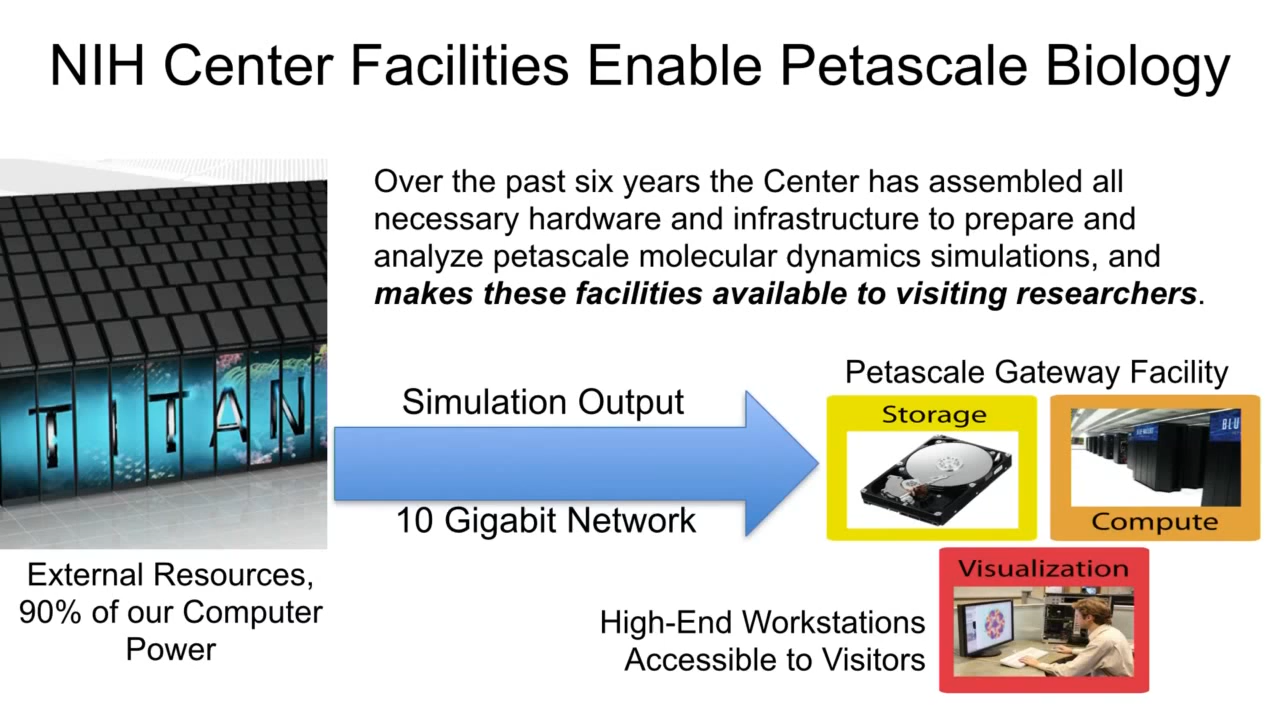 NIH Center Facilities Enable Petascale Biology
Over the past six years the Center has assembled all
necessary hardware and infrastructure to prepare and
analyze petascale molecular dynamics simulations, and
makes these facilities available to visiting researchers.
TITAN
External Resources,
90% of our Computer
Power
Simulation Output
10 Gigabit Network
Petascale Gateway Facility
Storage
BLU
Compute
Visualization
High-End Workstations
Accessible to Visitors